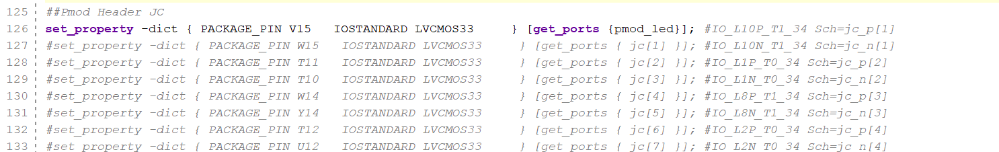 125 ##Pmod Header JC
126 set_property -dict { PACKAGE_PIN V15   IOSTANDARD LVCMOS33     } [get_ports {pmod_led}]; #IO_L10P_T1_34 Sch=jc_p[1]
127 #set_property -dict { PACKAGE_PIN W15   IOSTANDARD LVCMOS33     } [get_ports { jc[1] }]; #IO_L10N_T1_34 Sch=jc_n[1]
128 #set_property -dict { PACKAGE_PIN T11   IOSTANDARD LVCMOS33     } [get_ports { jc[2] }]; #IO_L1P_T0_34 Sch=jc_p[2]
129 #set_property -dict { PACKAGE_PIN T10   IOSTANDARD LVCMOS33     } [get_ports { jc[3] }]; #IO_L1N_T0_34 Sch=jc_n[2]
130 #set_property -dict { PACKAGE_PIN W14   IOSTANDARD LVCMOS33     } [get_ports { jc[4] }]; #IO_L8P_T1_34 Sch=jc_p[3]
131 #set_property -dict { PACKAGE_PIN Y14   IOSTANDARD LVCMOS33     } [get_ports { jc[5] }]; #IO_L8N_T1_34 Sch=jc_n[3]
132 #set_property -dict { PACKAGE_PIN T12   IOSTANDARD LVCMOS33     } [get_ports { jc[6] }]; #IO_L2P_T0_34 Sch=jc_p[4]
133 #set_property -dict { PACKAGE_PIN U12   IOSTANDARD LVCMOS33     } [get_ports { jc[7] }]; #IO_L2N_T0_34 Sch=jc_n[4]